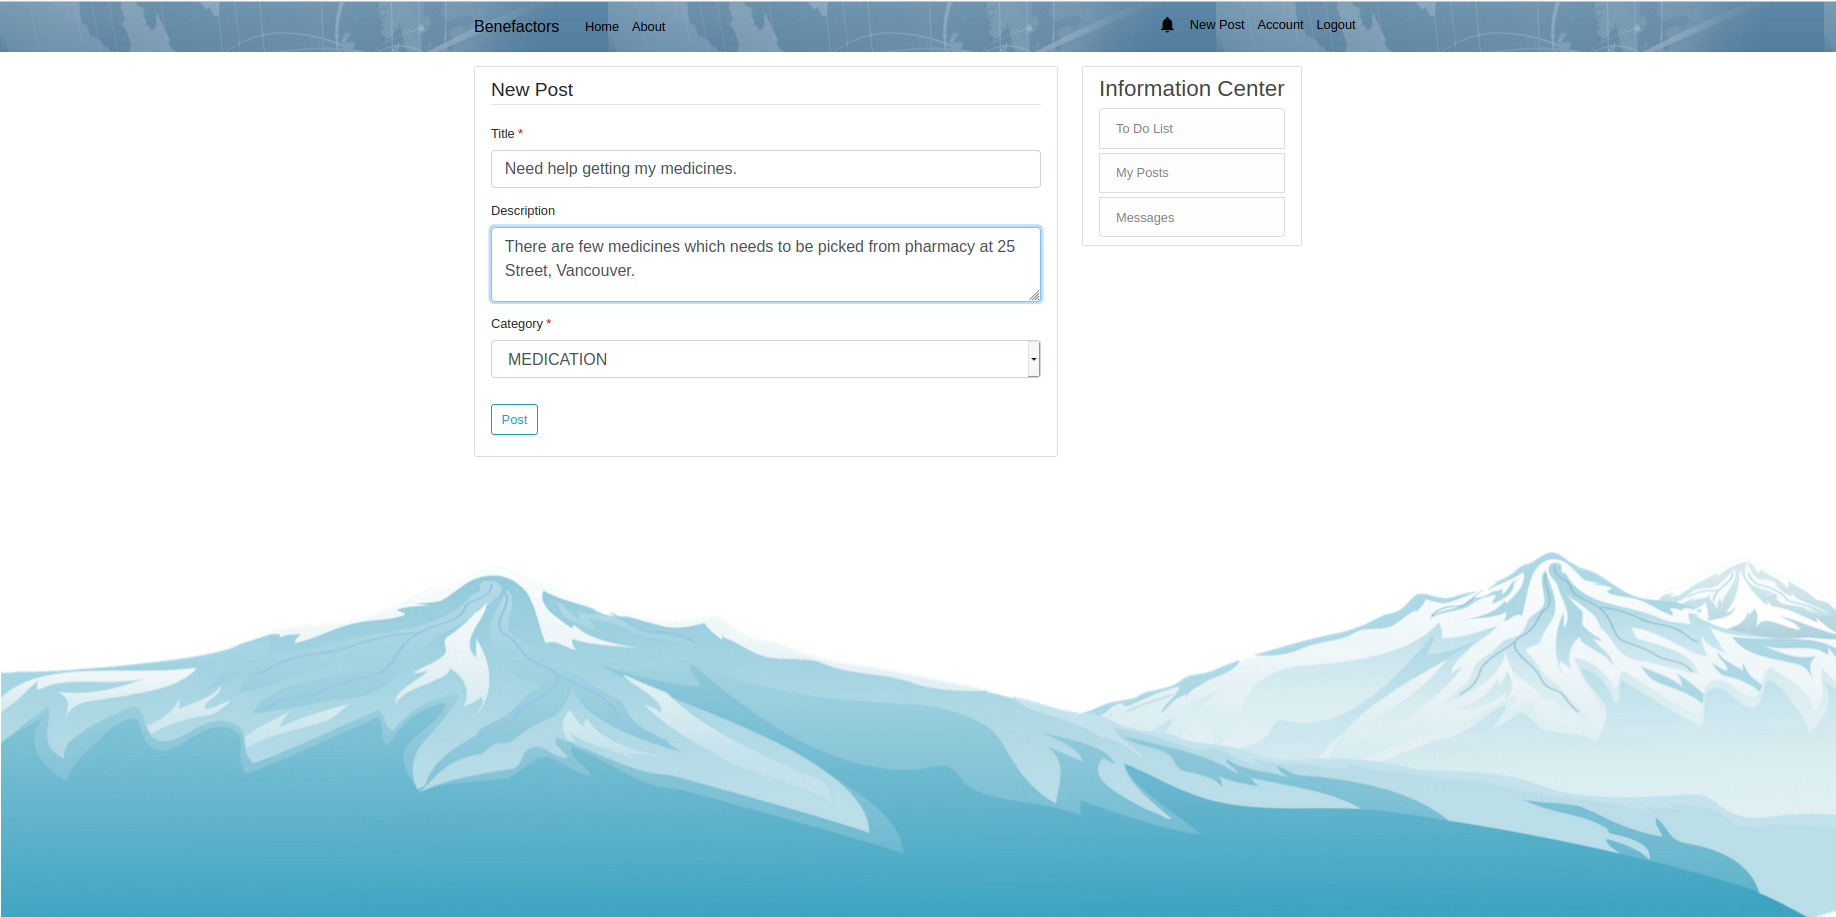 Benefactors Home About New Post Account Logout
New Post
Title *
Need help getting my medicines.
Description
There are few medicines which needs to be picked from pharmacy at 25
Street, Vancouver.
Category *
MEDICATION
Post
Information Center
To Do List
My Posts
Messages